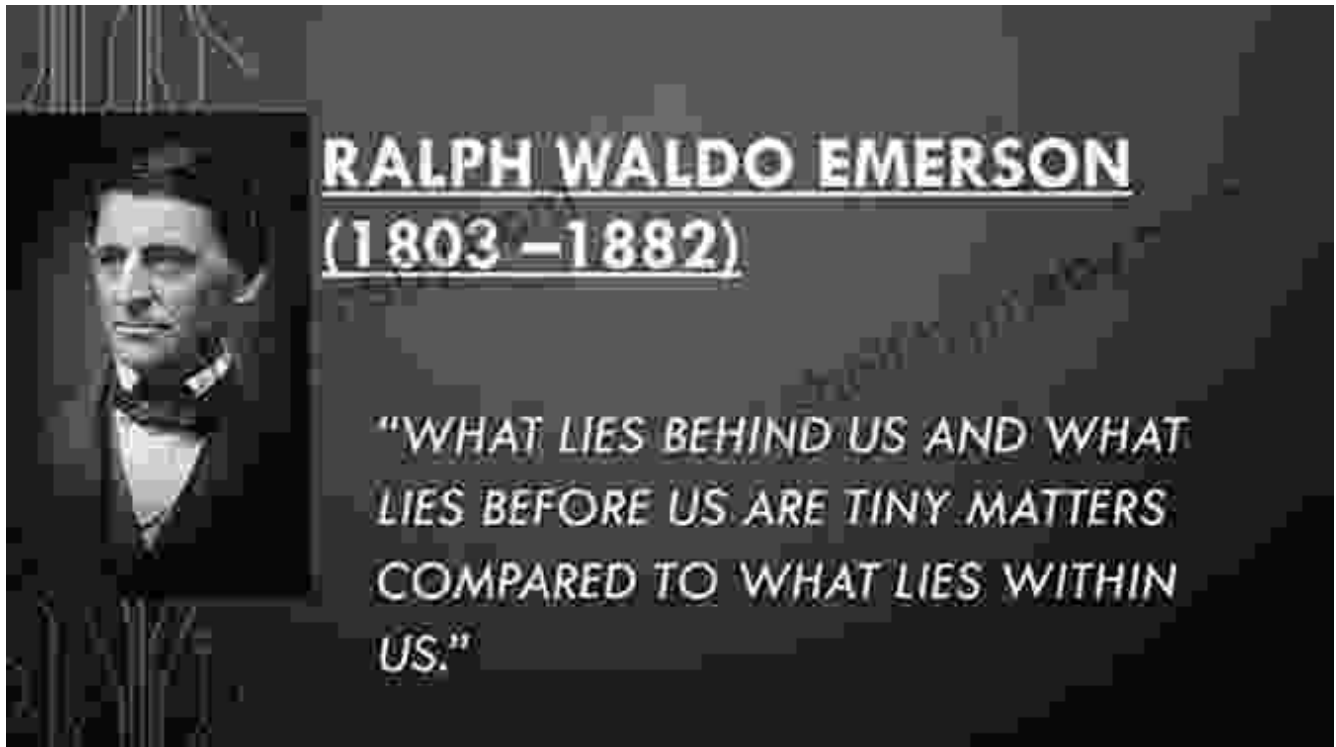 RALPH WALDO EMERSON
(1803 –1882)
“WHAT LIES BEHIND US AND WHAT
LIES BEFORE US ARE TINY MATTERS
COMPARED TO WHAT LIES WITHIN
US.”